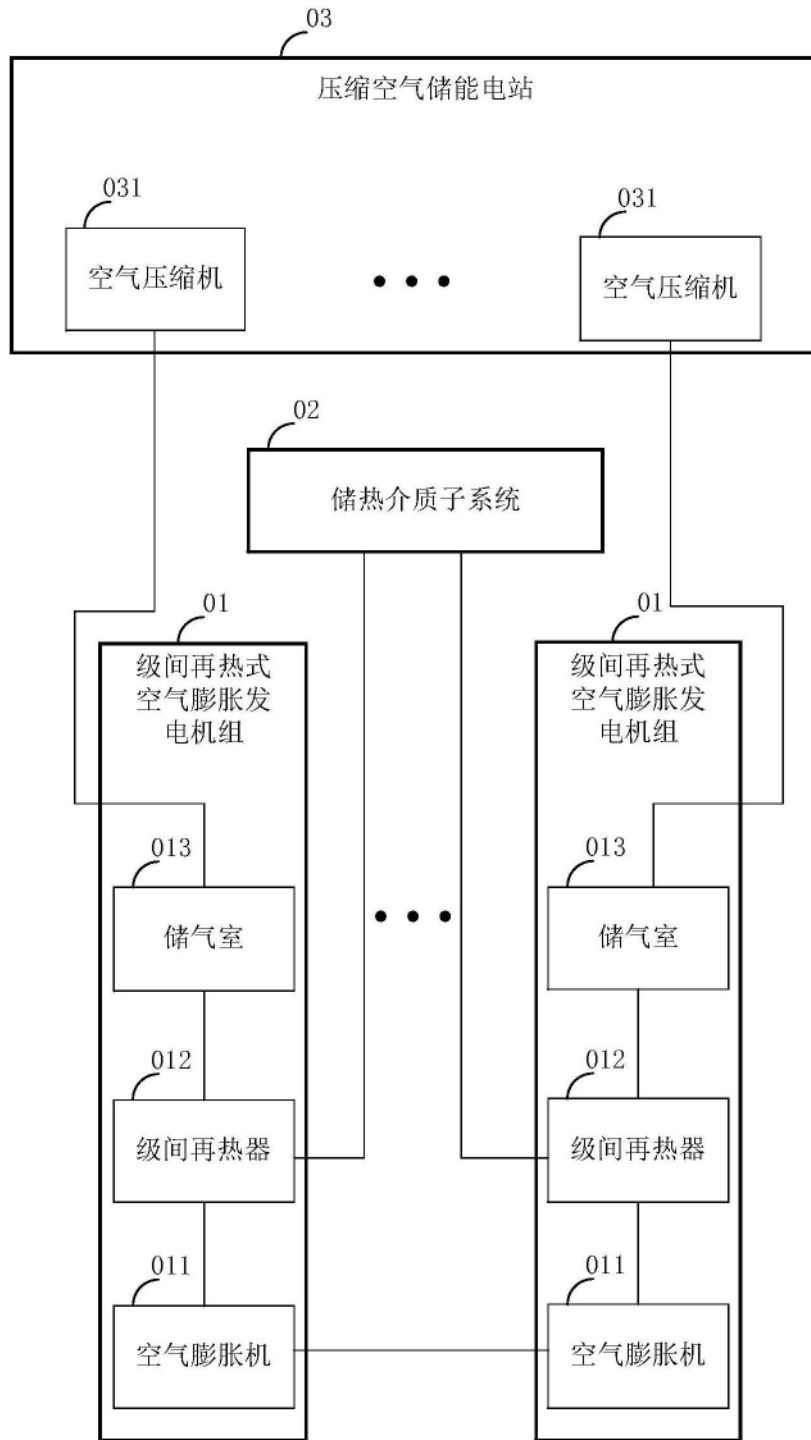 03
压缩空气储能电站
031
031
空气压缩机
空气压缩机
02
储热介质子系统
01
01
级间再热式
空气膨胀发
电机组
级间再热式
空气膨胀发
电机组
013
013
储气室
储气室
012
012
级间再热器
级间再热器
011
011
空气膨胀机
空气膨胀机